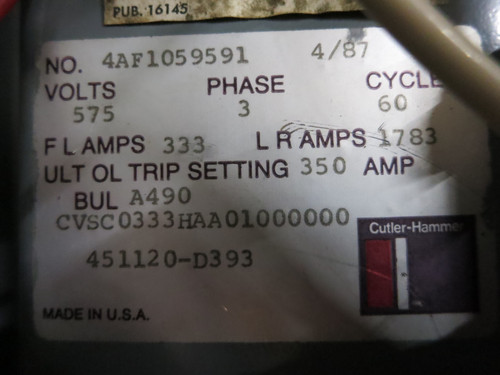 PUB. 16145
NO. 4AF1059591 4/87
VOLTS PHASE CYCLE
575 3 60
F L AMPS 333 L R AMPS 1783
ULT OL TRIP SETTING 350 AMP
BUL A490
CVSC0333HAA01000000
Cutler-Hammer
451120-D393
MADE IN U.S.A.